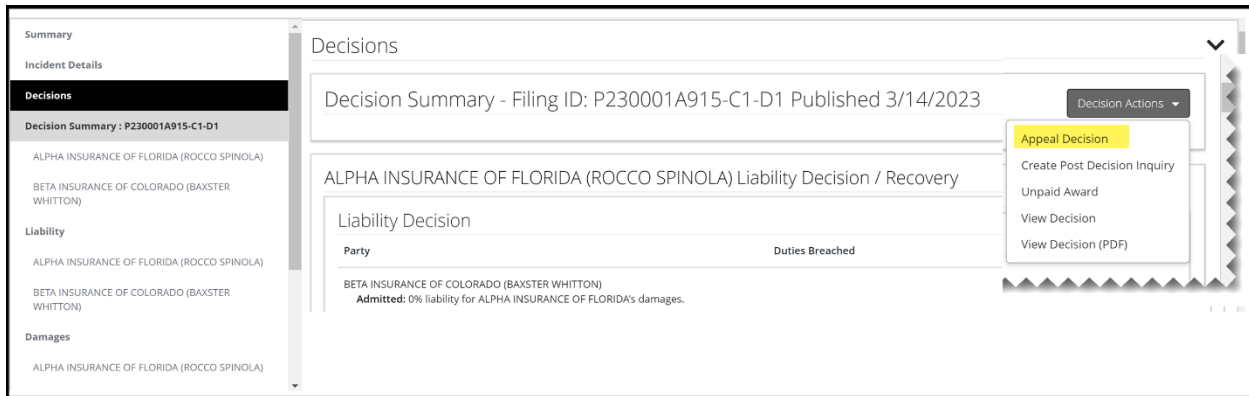 Summary
Incident Details
Decisions
Decision Summary : P230001A915-C1-D1
ALPHA INSURANCE OF FLORIDA (ROCCO SPINOLA)
BETA INSURANCE OF COLORADO (BAXSTER
WHITTON)
Liability
ALPHA INSURANCE OF FLORIDA (ROCCO SPINOLA)
BETA INSURANCE OF COLORADO (BAXSTER
WHITTON)
Damages
ALPHA INSURANCE OF FLORIDA (ROCCO SPINOLA)
Decisions
Decision Summary - Filing ID: P230001A915-C1-D1 Published 3/14/2023
Decision Actions
Appeal Decision
Create Post Decision Inquiry
Unpaid Award
View Decision
View Decision (PDF)
ALPHA INSURANCE OF FLORIDA (ROCCO SPINOLA) Liability Decision / Recovery
Liability Decision
Party Duties Breached
BETA INSURANCE OF COLORADO (BAXSTER WHITTON)
Admitted: 0% liability for ALPHA INSURANCE OF FLORIDA's damages.